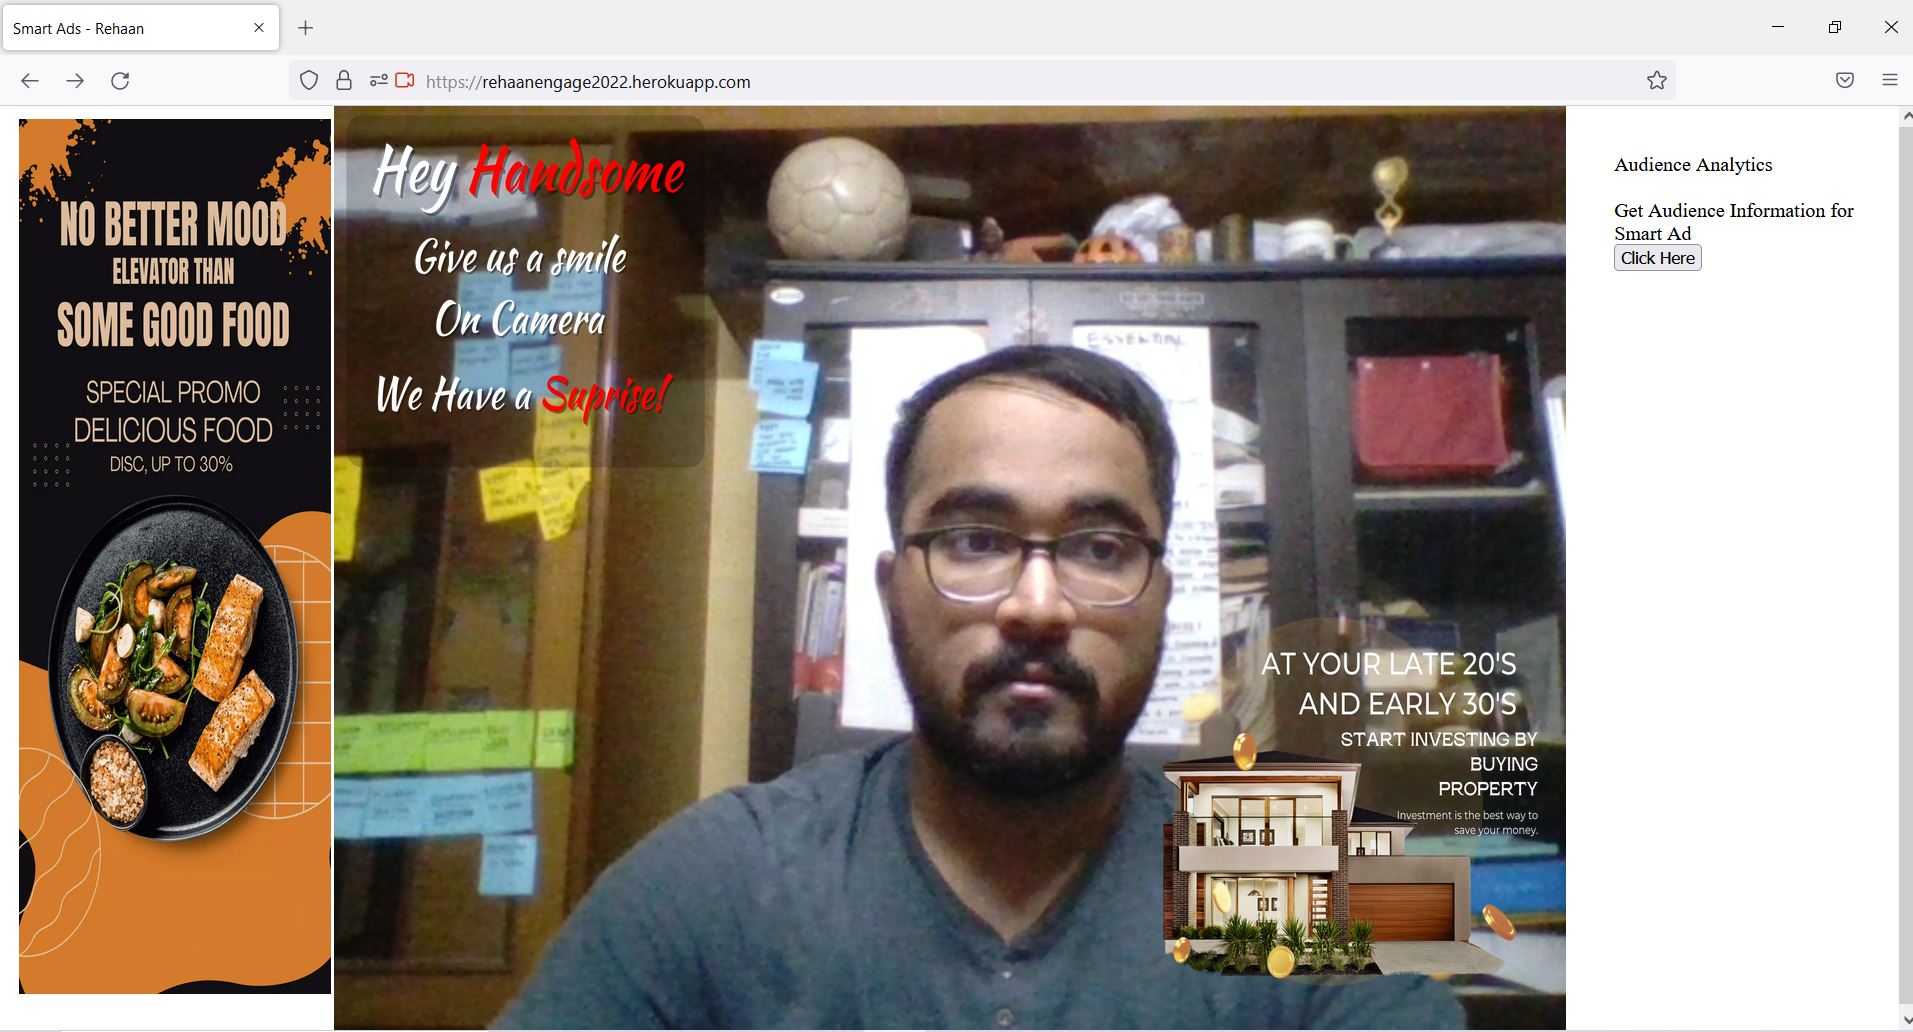 Smart Ads - Rehaan
https://rehaanengage2022.herokuapp.com
NO BETTER MOOD
ELEVATOR THAN
SOME GOOD FOOD
SPECIAL PROMO
DELICIOUS FOOD
DISC, UP TO 30%
Hey Handsome
Give us a smile
On Camera
We Have a Suprise!
ESSENTIAL
AT YOUR LATE 20'S
AND EARLY 30'S
START INVESTING BY
BUYING
PROPERTY
Investment is the best way to
save your money.
Audience Analytics
Get Audience Information for
Smart Ad
Click Here